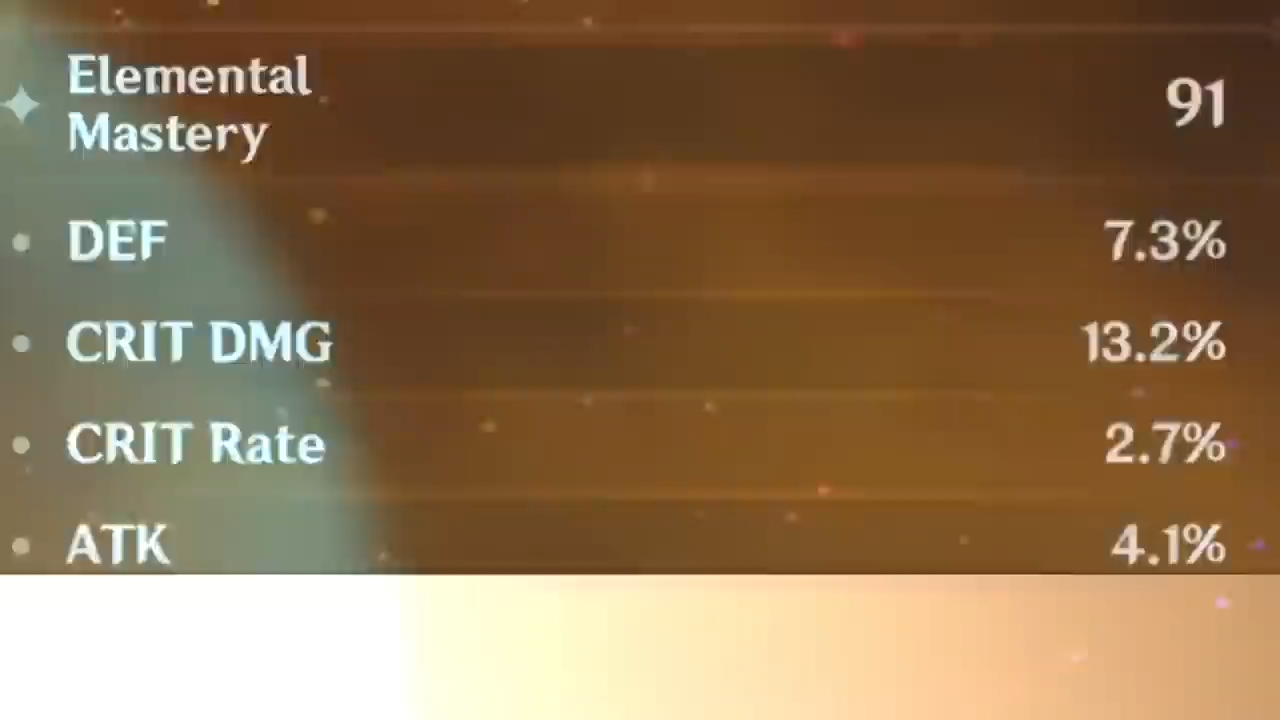 Elemental
Mastery
91
DEF
7.3%
CRIT DMG
13.2%
CRIT Rate
2.7%
ATK
4.1%